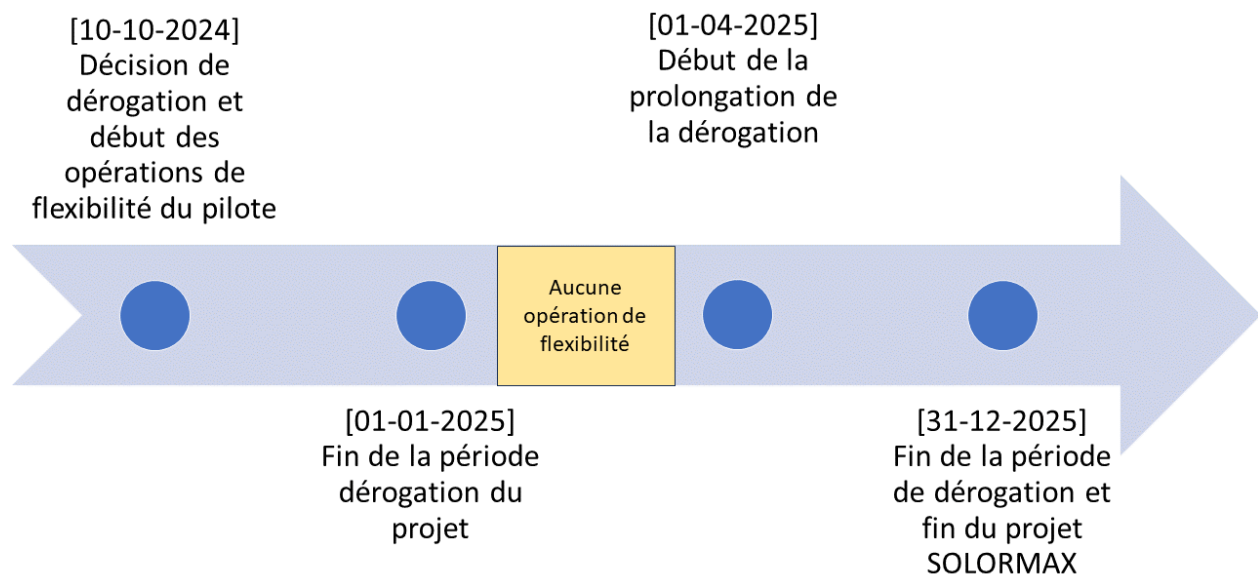 [10-10-2024]
Décision de
dérogation et
début des
opérations de
flexibilité du pilote
[01-04-2025]
Début de la
prolongation de
la dérogation
Aucune
opération de
flexibilité
[01-01-2025]
Fin de la période
dérogation du
projet
[31-12-2025]
Fin de la période
de dérogation et
fin du projet
SOLORMAX